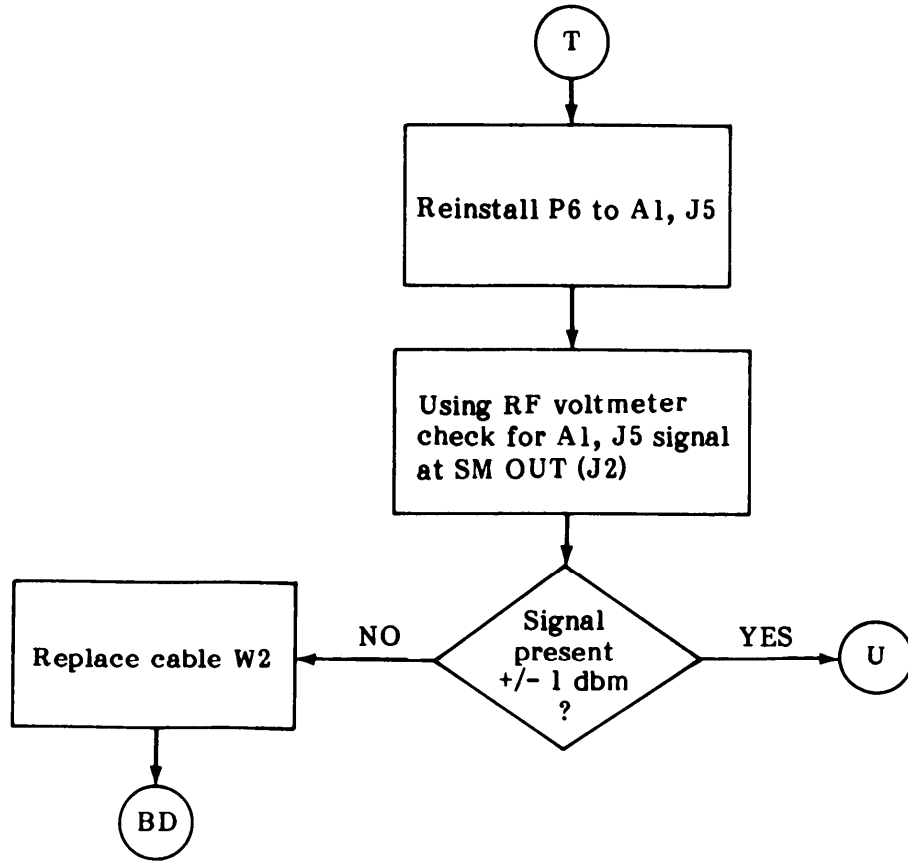 T
Reinstall P6 to A1, J5
Using RF voltmeter
check for A1, J5 signal
at SM OUT (J2)
Signal
present
+/- 1 dbm
?
NO
YES
Replace cable W2
U
BD